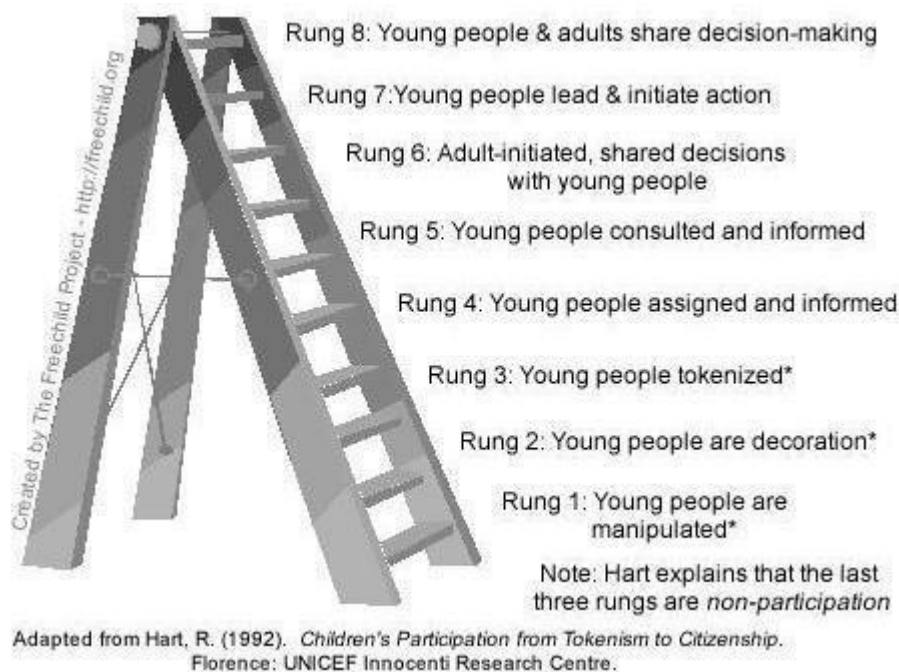 Rung 8: Young people & adults share decision-making
Rung 7:Young people lead & initiate action
Rung 6: Adult-initiated, shared decisions
with young people
Rung 5: Young people consulted and informed
Rung 4: Young people assigned and informed
Rung 3: Young people tokenized*
Rung 2: Young people are decoration*
Rung 1: Young people are
manipulated*
Note: Hart explains that the last
three rungs are non-participation
Created by The Freechild Project - http://freechild.org
Adapted from Hart, R. (1992). Children's Participation from Tokenism to Citizenship.
Florence: UNICEF Innocenti Research Centre.